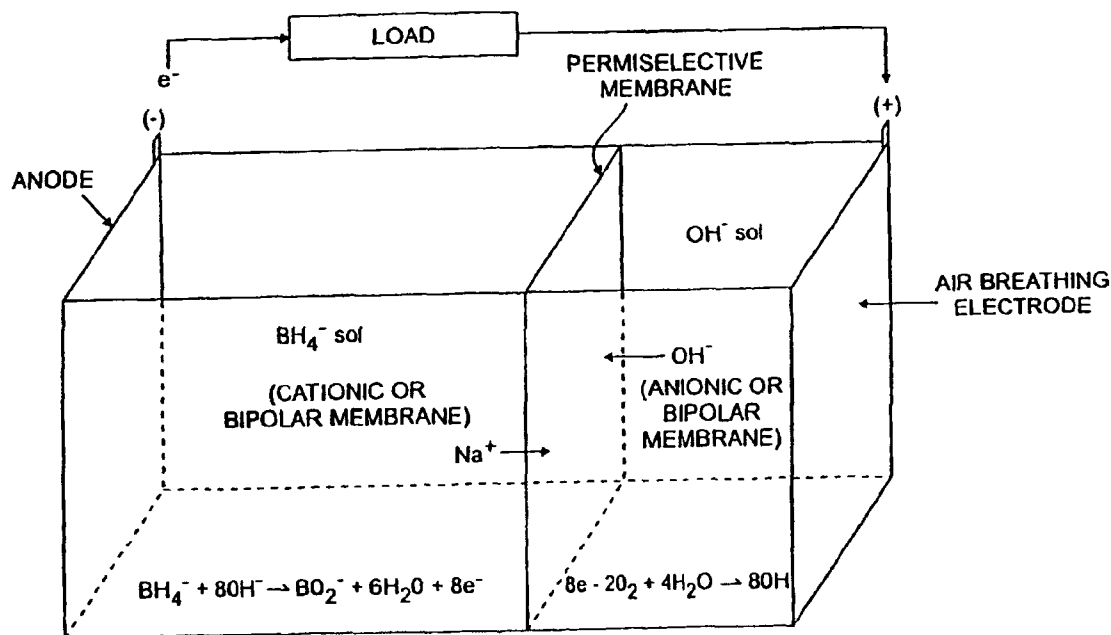 LOAD
e⁻
PERMISELECTIVE
MEMBRANE
(-)
(+)
ANODE
OH⁻ sol
AIR BREATHING
ELECTRODE
BH₄⁻ sol
OH⁻
(CATIONIC OR
BIPOLAR MEMBRANE)
(ANIONIC OR
BIPOLAR
MEMBRANE)
Na⁺
BH₄⁻ + 8OH⁻ → BO₂⁻ + 6H₂O + 8e⁻
8e - 2O₂ + 4H₂O → 8OH